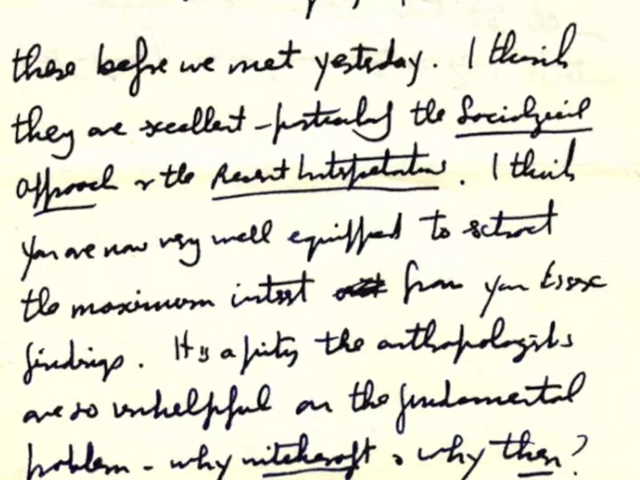 these before we met yesterday. I think
they are excellent - particularly the Sociological
Approach & the Recent Interpretations. I think
you are now very well equipped to extract
the maximum interest from your Essex
findings. It is a pity the anthropologists
are so unhelpful on the fundamental
problem - why witchcraft & why then?